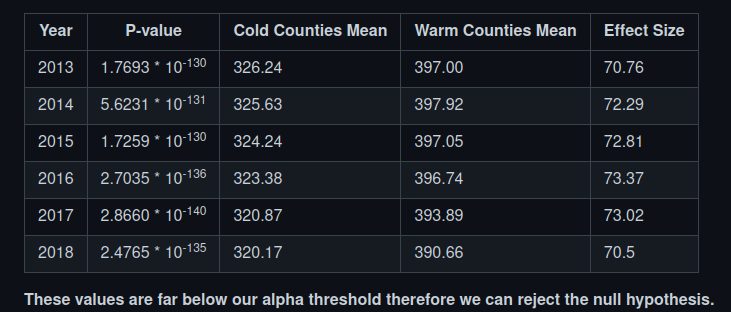 Year P-value Cold Counties Mean Warm Counties Mean Effect Size
2013 1.7693 * 10-130 326.24 397.00 70.76
2014 5.6231 * 10-131 325.63 397.92 72.29
2015 1.7259 * 10-130 324.24 397.05 72.81
2016 2.7035 * 10-136 323.38 396.74 73.37
2017 2.8660 * 10-140 320.87 393.89 73.02
2018 2.4765 * 10-135 320.17 390.66 70.5
These values are far below our alpha threshold therefore we can reject the null hypothesis.